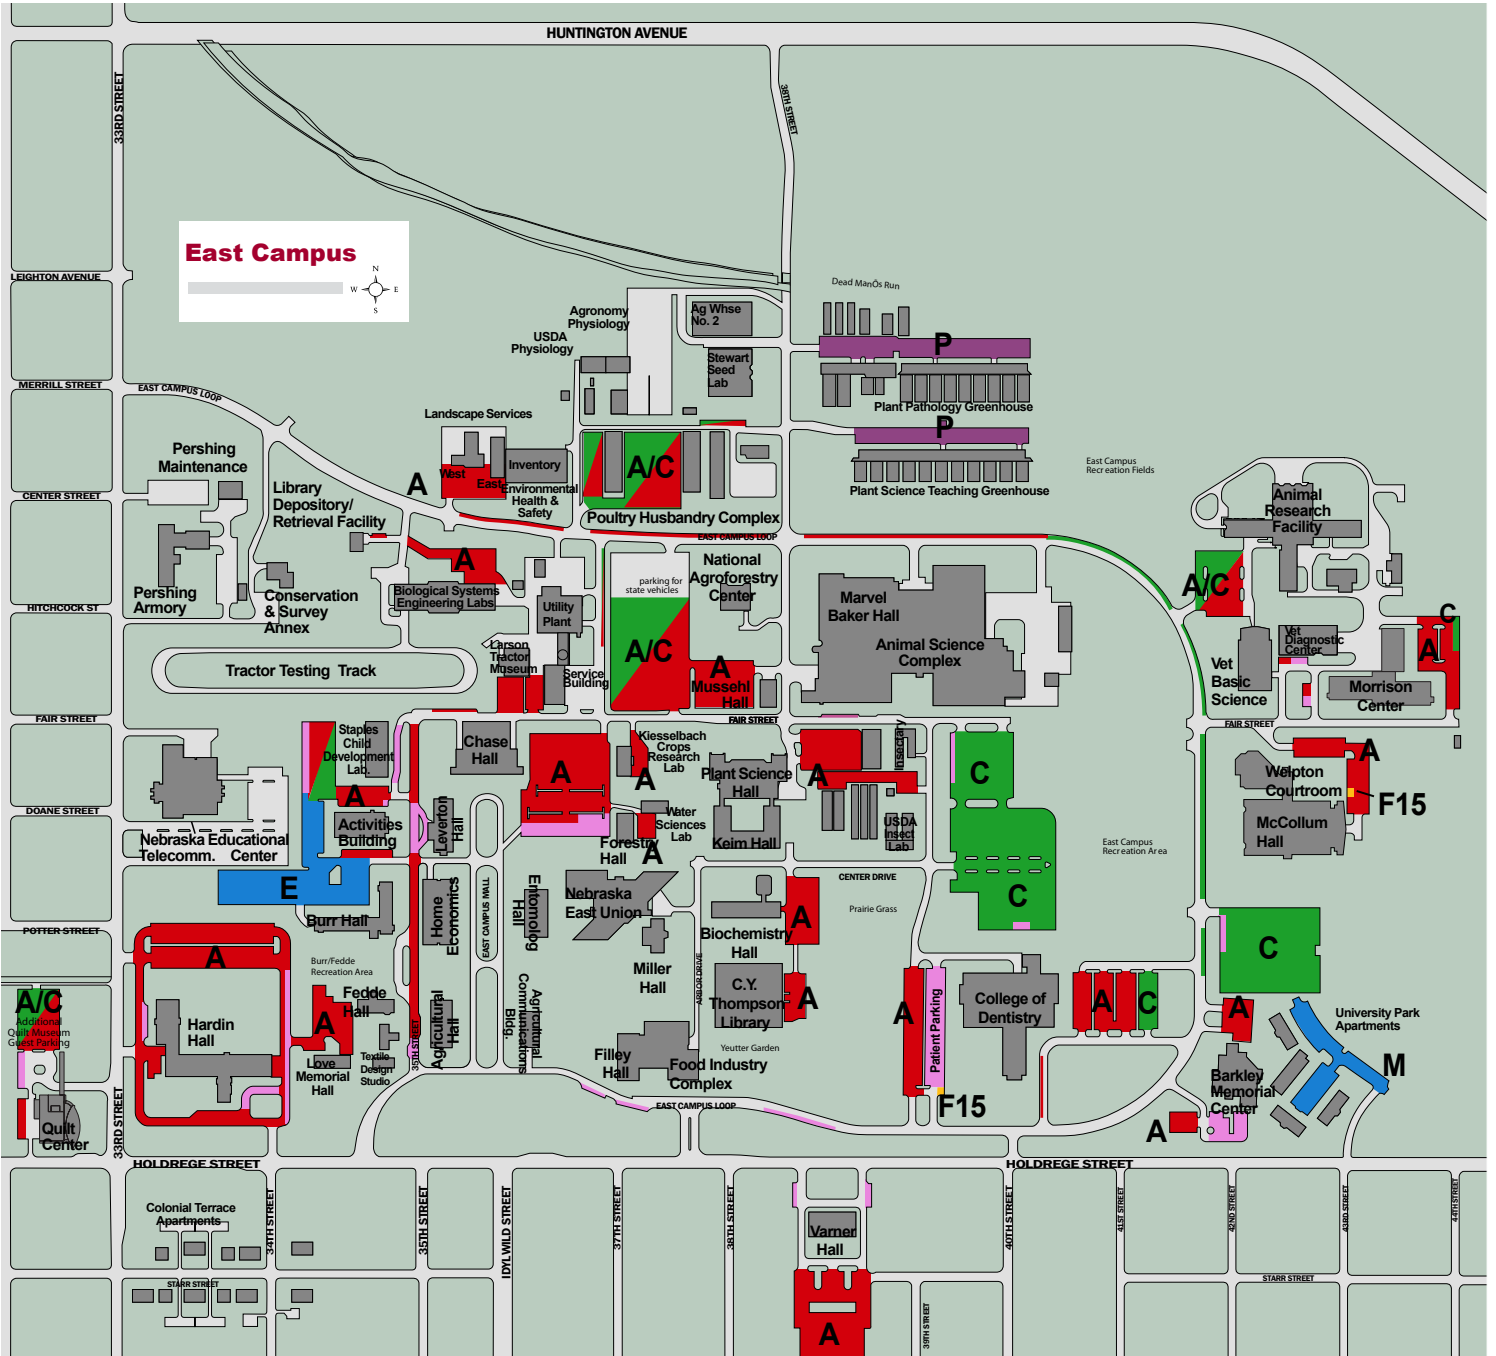 HUNTINGTON AVENUE
33RD STREET
38TH STREET
East Campus
N
W
E
S
LEIGHTON AVENUE
Dead ManÕs Run
Agronomy
Physiology
USDA
Physiology
Ag Whse
No. 2
Stewart
Seed
Lab
P
Plant Pathology Greenhouse
P
Plant Science Teaching Greenhouse
MERRILL STREET
EAST CAMPUS LOOP
Landscape Services
West
East
Inventory
Environmental
Health &
Safety
A
A/C
Poultry Husbandry Complex
EAST CAMPUS LOOP
Pershing
Maintenance
Library
Depository/
Retrieval Facility
CENTER STREET
East Campus
Recreation Fields
Animal
Research
Facility
Pershing
Armory
Conservation
& Survey
Annex
HITCHCOCK ST
A
Biological Systems
Engineering Labs
Utility
Plant
parking for
state vehicles
National
Agroforestry
Center
A/C
Marvel
Baker Hall
Animal Science
Complex
A/C
Vet
Diagnostic
Center
C
A
Vet
Basic
Science
Morrison
Center
Tractor Testing Track
Larson
Tractor
Museum
Service
Building
A
Mussehl
Hall
FAIR STREET
FAIR STREET
FAIR STREET
Staples
Child
Development
Lab.
Chase
Hall
A
Kiesselbach
Crops
Research
Lab
A
Plant Science
Hall
A
Insectary
C
Welpton
Courtroom
A
F15
McCollum
Hall
DOANE STREET
Nebraska Educational
Telecomm. Center
A
Activities
Building
Leverton
Hall
Water
Sciences
Lab
Forestry
Hall
A
Keim Hall
USDA
Insect
Lab
East Campus
Recreation Area
CENTER DRIVE
E
Burr Hall
Home
Economics
EAST CAMPUS MALL
Entomolog
Hall
Nebraska
East Union
Biochemistry
Hall
A
Prairie Grass
C
POTTER STREET
A
Burr/Fedde
Recreation Area
Miller
Hall
ARBOR DRIVE
C
A/C
Additional
Quilt Museum
Guest Parking
Hardin
Hall
Fedde
Hall
A
Love
Memorial
Hall
Textile
Design
Studio
35TH STREET
Agricultural
Hall
Agricultural
Communications
Bldg.
C.Y.
Thompson
Library
A
A
Patient Parking
College of
Dentistry
A
C
A
University Park
Apartments
M
Filley
Hall
Food Industry
Complex
Yeutter Garden
F15
Barkley
Memorial
Center
A
EAST CAMPUS LOOP
Quilt
Center
33RD STREET
HOLDREGE STREET
HOLDREGE STREET
Colonial Terrace
Apartments
34TH STREET
35TH STREET
IDYLWILD STREET
37TH STREET
38TH STREET
Varner
Hall
40TH STREET
41ST STREET
42ND STREET
43RD STREET
44TH STREET
STARR STREET
STARR STREET
39TH STREET
A